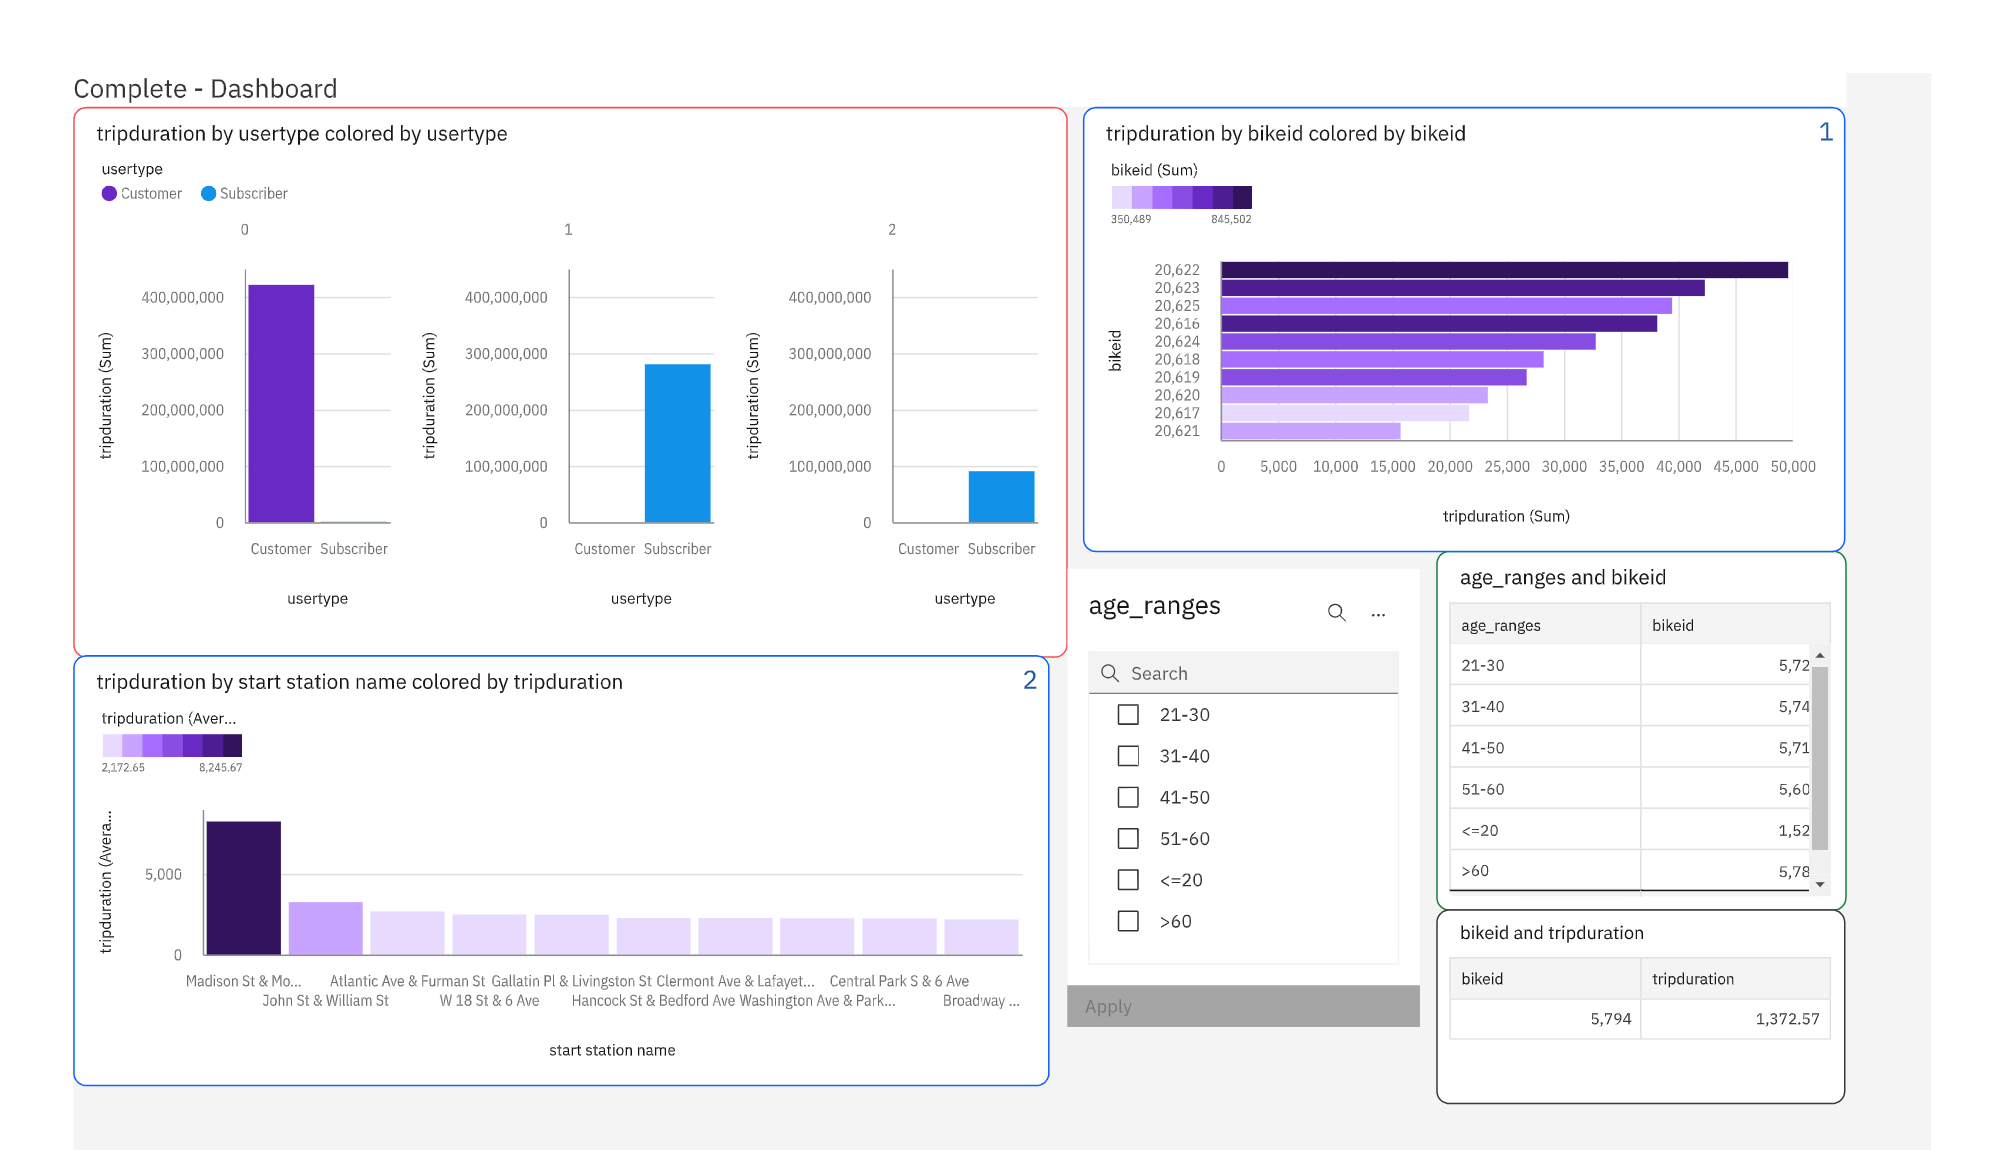 Complete - Dashboard
tripduration by usertype colored by usertype
usertype
Customer Subscriber
0 1 2
tripduration (Sum)
400,000,000
300,000,000
200,000,000
100,000,000
0
Customer Subscriber
usertype
tripduration (Sum)
400,000,000
300,000,000
200,000,000
100,000,000
0
Customer Subscriber
usertype
tripduration (Sum)
400,000,000
300,000,000
200,000,000
100,000,000
0
Customer Subscriber
usertype
tripduration by bikeid colored by bikeid
1
bikeid (Sum)
350,489 845,502
bikeid
20,622
20,623
20,625
20,616
20,624
20,618
20,619
20,620
20,617
20,621
0 5,000 10,000 15,000 20,000 25,000 30,000 35,000 40,000 45,000 50,000
tripduration (Sum)
tripduration by start station name colored by tripduration
2
tripduration (Aver...
2,172.65 8,245.67
tripduration (Avera...
5,000
0
Madison St & Mo... Atlantic Ave & Furman St Gallatin Pl & Livingston St Clermont Ave & Lafayet... Central Park S & 6 Ave
John St & William St W 18 St & 6 Ave Hancock St & Bedford Ave Washington Ave & Park... Broadway ...
start station name
age_ranges
...
Search
21-30
31-40
41-50
51-60
<=20
>60
Apply
age_ranges and bikeid
age_ranges bikeid
21-30 5,72
31-40 5,74
41-50 5,71
51-60 5,60
<=20 1,52
>60 5,78
bikeid and tripduration
bikeid tripduration
5,794 1,372.57